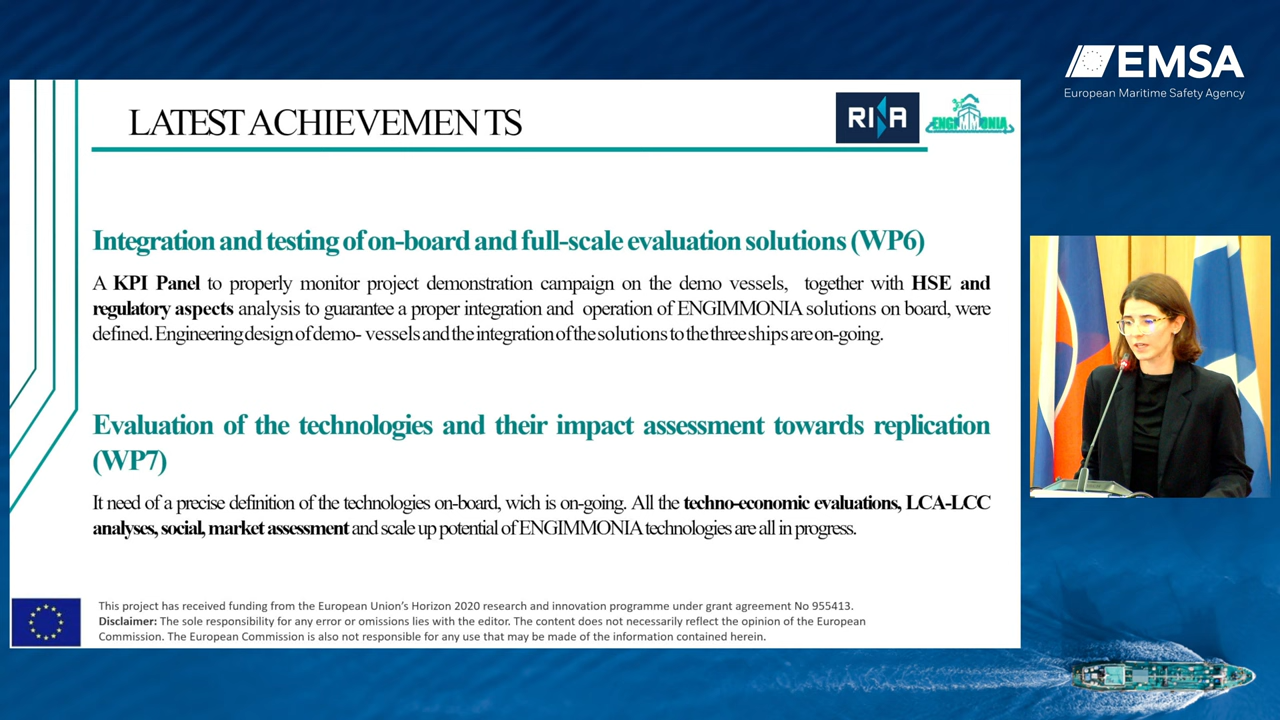 EMSA
European Maritime Safety Agency
LATEST ACHIEVEMENTS
RINA
ENGIMMONIA
Integration and testing of on-board and full-scale evaluation solutions (WP6)
A KPI Panel to properly monitor project demonstration campaign on the demo vessels, together with HSE and
regulatory aspects analysis to guarantee a proper integration and operation of ENGIMMONIA solutions on board, were
defined. Engineering design of demo- vessels and the integration of the solutions to the three ships are on-going.
Evaluation of the technologies and their impact assessment towards replication
(WP7)
It need of a precise definition of the technologies on-board, wich is on-going. All the techno-economic evaluations, LCA-LCC
analyses, social, market assessment and scale up potential of ENGIMMONIA technologies are all in progress.
This project has received funding from the European Union’s Horizon 2020 research and innovation programme under grant agreement No 955413.
Disclaimer: The sole responsibility for any error or omissions lies with the editor. The content does not necessarily reflect the opinion of the European
Commission. The European Commission is also not responsible for any use that may be made of the information contained herein.